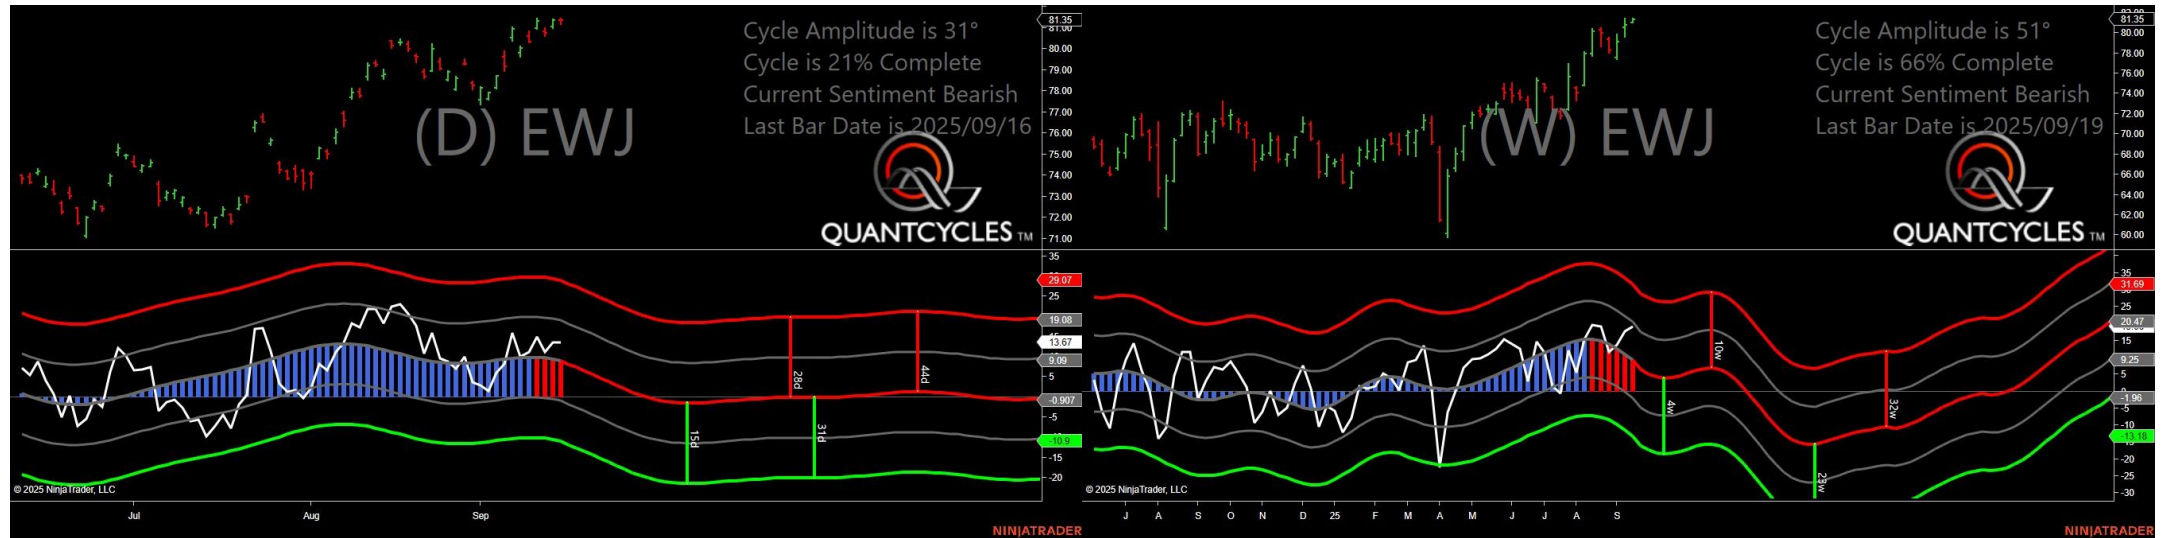 Cycle Amplitude is 31°
Cycle is 21% Complete
Current Sentiment Bearish
Last Bar Date is 2025/09/16
(D) EWJ
QUANTCYCLES TM
81.35
81.00
80.00
79.00
78.00
77.00
76.00
75.00
74.00
73.00
72.00
71.00
35
29.07
25
19.08
15
13.67
9.09
5
-0.907
-5
-10.9
-15
-20
15d
28d
31d
44d
© 2025 NinjaTrader, LLC
Jul
Aug
Sep
NINJATRADER
Cycle Amplitude is 51°
Cycle is 66% Complete
Current Sentiment Bearish
Last Bar Date is 2025/09/19
(W) EWJ
QUANTCYCLES TM
81.35
80.00
78.00
76.00
74.00
72.00
70.00
68.00
66.00
64.00
62.00
60.00
35
31.69
25
20.47
15
9.25
5
-1.96
-5
-10
-13.18
-20
-25
-30
4w
10w
23w
32w
© 2025 NinjaTrader, LLC
J
A
S
O
N
D
25
F
M
A
M
J
J
A
S
NINJATRADER